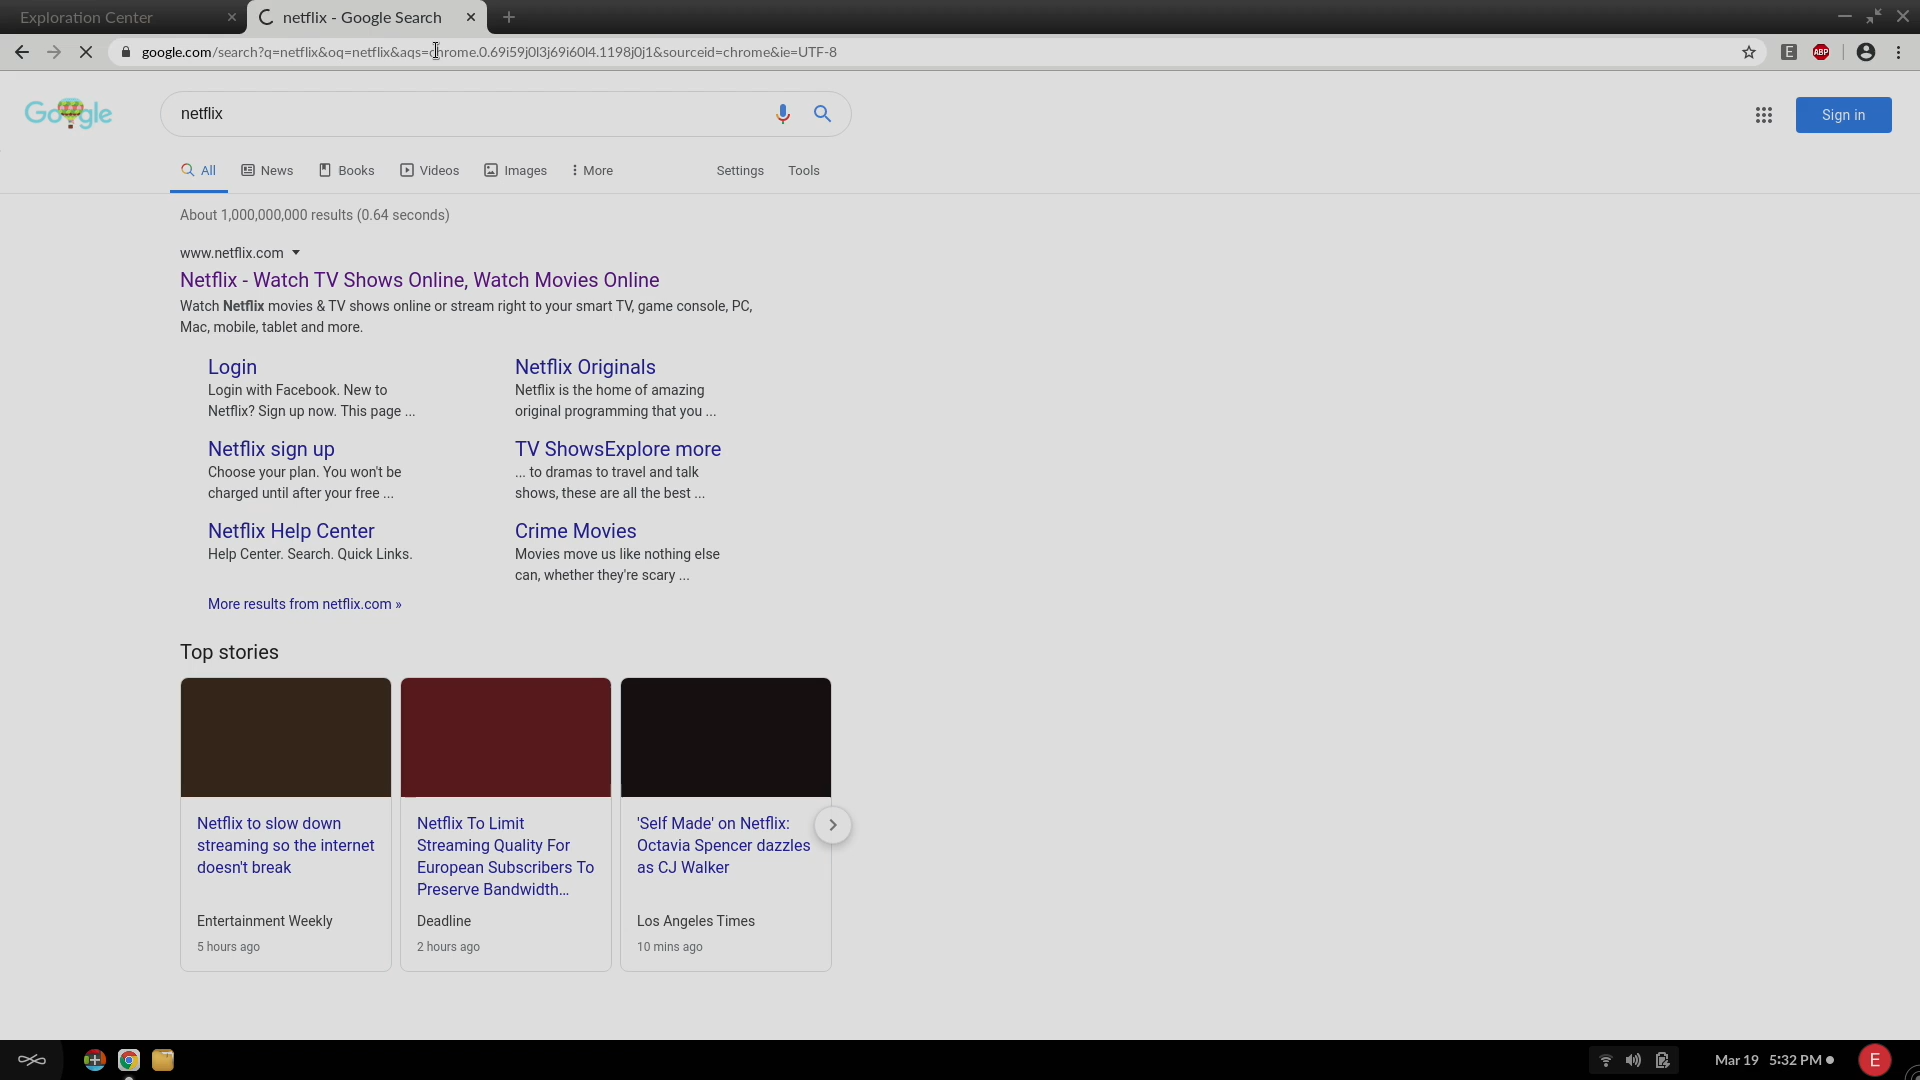 Exploration Center
netflix - Google Search
google.com/search?q=netflix&oq=netflix&aqs=chrome.0.69i59j0l3j69i60l4.1198j0j1&sourceid=chrome&ie=UTF-8
E
ABP
Google
netflix
Sign in
All News Books Videos Images More Settings Tools
About 1,000,000,000 results (0.64 seconds)
www.netflix.com
Netflix - Watch TV Shows Online, Watch Movies Online
Watch Netflix movies & TV shows online or stream right to your smart TV, game console, PC,
Mac, mobile, tablet and more.
Login
Login with Facebook. New to
Netflix? Sign up now. This page ...
Netflix Originals
Netflix is the home of amazing
original programming that you ...
Netflix sign up
Choose your plan. You won't be
charged until after your free ...
TV ShowsExplore more
... to dramas to travel and talk
shows, these are all the best ...
Netflix Help Center
Help Center. Search. Quick Links.
Crime Movies
Movies move us like nothing else
can, whether they're scary ...
More results from netflix.com »
Top stories
Netflix to slow down
streaming so the internet
doesn't break
Entertainment Weekly
5 hours ago
Netflix To Limit
Streaming Quality For
European Subscribers To
Preserve Bandwidth...
Deadline
2 hours ago
'Self Made' on Netflix:
Octavia Spencer dazzles
as CJ Walker
Los Angeles Times
10 mins ago
Mar 19 5:32 PM
E